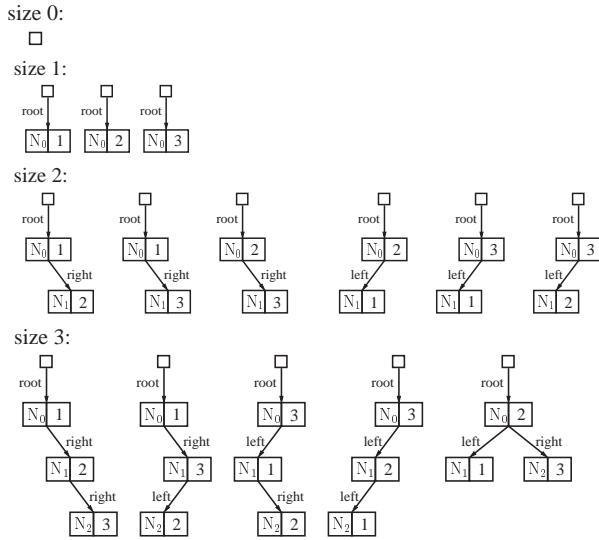 size 0:
size 1:
root root root
N₀ 1 N₀ 2 N₀ 3
size 2:
root root root root root root
N₀ 1 N₀ 1 N₀ 2 N₀ 2 N₀ 3 N₀ 3
right right right left left left
N₁ 2 N₁ 3 N₁ 3 N₁ 1 N₁ 1 N₁ 2
size 3:
root root root root root
N₀ 1 N₀ 1 N₀ 3 N₀ 3 N₀ 2
right right left left left right
N₁ 2 N₁ 3 N₁ 1 N₁ 2 N₁ 1 N₂ 3
right left right left
N₂ 3 N₂ 2 N₂ 2 N₂ 1